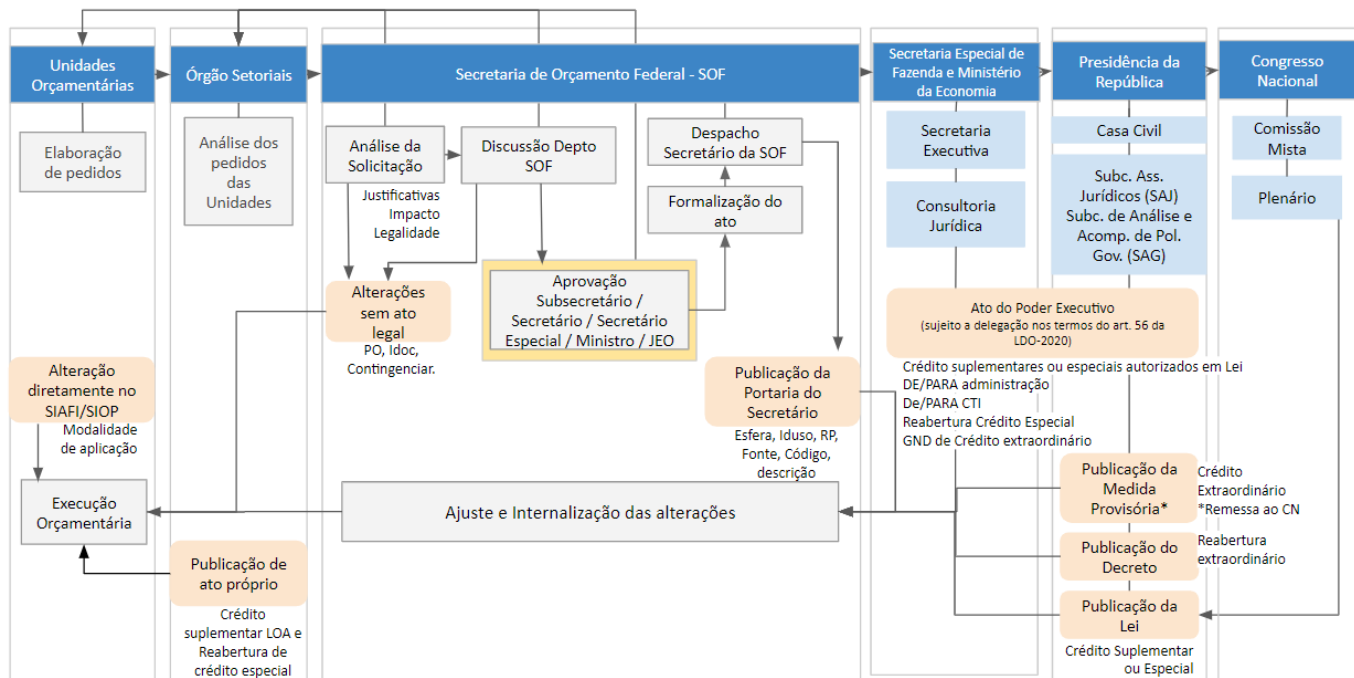 Unidades
Orçamentárias
Órgão Setoriais
Secretaria de Orçamento Federal - SOF
Secretaria Especial de
Fazenda e Ministério
da Economia
Presidência da
República
Congresso
Nacional
Elaboração
de pedidos
Análise dos
pedidos
das
Unidades
Análise da
Solicitação
Justificativas
Impacto
Legalidade
Discussão Depto
SOF
Despacho
Secretário da SOF
Formalização do
ato
Secretaria
Executiva
Consultoria
Jurídica
Casa Civil
Subc. Ass.
Jurídicos (SAJ)
Subc. de Análise e
Acomp. de Pol.
Gov. (SAG)
Comissão
Mista
Plenário
Alterações
sem ato
legal
PO, Idoc,
Contingenciar.
Aprovação
Subsecretário /
Secretário / Secretário
Especial / Ministro / JEO
Ato do Poder Executivo
(sujeito a delegação nos termos do art. 56 da
LDO-2020)
Crédito suplementares ou especiais autorizados em Lei
DE/PARA administração
De/PARA CTI
Reabertura Crédito Especial
GND de Crédito extraordinário
Alteração
diretamente no
SIAFI/SIOP
Modalidade
de aplicação
Publicação da
Portaria do
Secretário
Esfera, Iduso, RP,
Fonte, Código,
descrição
Execução
Orçamentária
Ajuste e Internalização das alterações
Publicação da
Medida
Provisória*
Crédito
Extraordinário
*Remessa ao CN
Publicação do
Decreto
Reabertura
extraordinário
Publicação de
ato próprio
Crédito
suplementar LOA e
Reabertura de
crédito especial
Publicação da
Lei
Crédito Suplementar
ou Especial